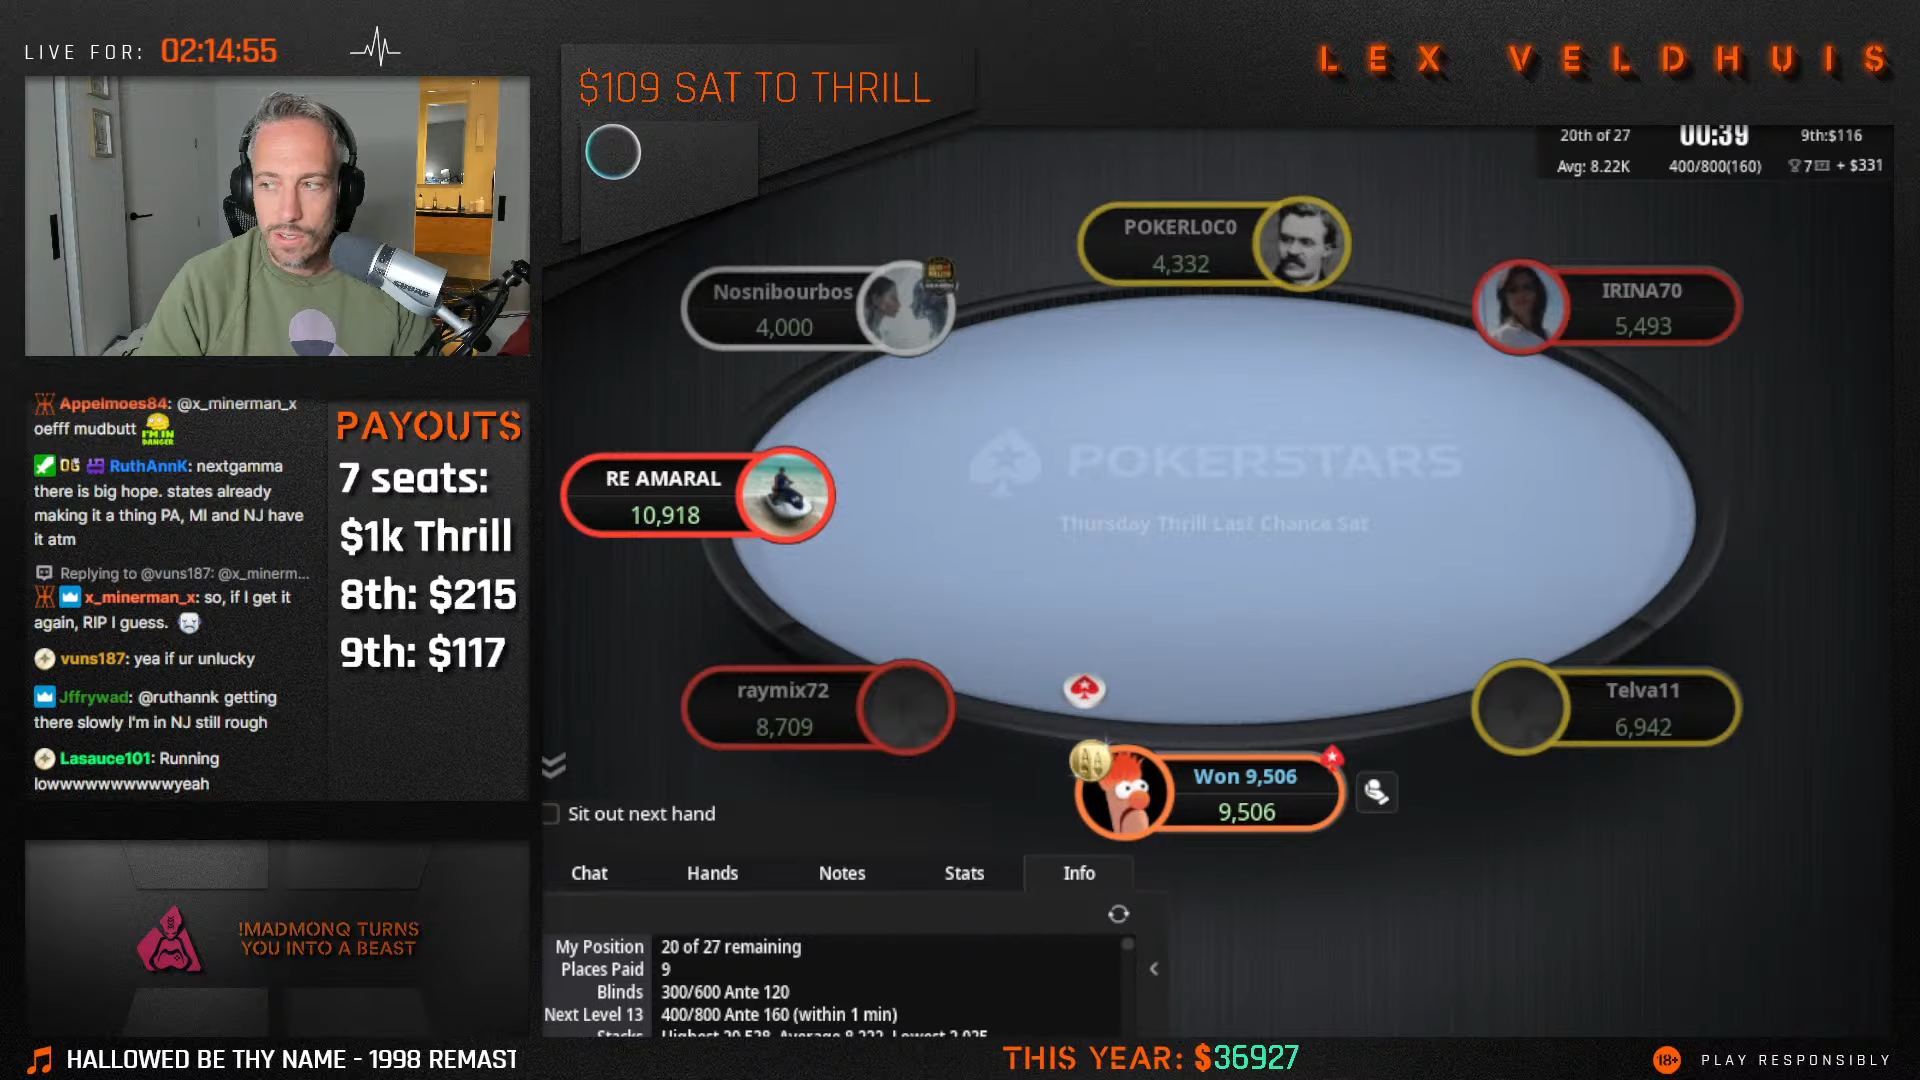 LIVE FOR: 02:14:55
$109 SAT TO THRILL
LEX VELDHUIS
20th of 27 00:39 9th:$116
Avg: 8.22K 400/800(160) 7 + $331
POKERL0C0
4,332
Nosnibourbos
4,000
IRINA70
5,493
RE AMARAL
10,918
POKERSTARS
Thursday Thrill Last Chance Sat
raymix72
8,709
Telva11
6,942
Won 9,506
9,506
Appelmoes84: @x_minerman_x
oefff mudbutt I'M IN DANGER
RuthAnnK: nextgamma
there is big hope. states already
making it a thing PA, MI and NJ have
it atm
Replying to @vuns187: @x_minerm...
x_minerman_x: so, if I get it
again, RIP I guess.
vuns187: yea if ur unlucky
Jffrywad: @ruthannk getting
there slowly I'm in NJ still rough
Lasauce101: Running
lowwwwwwwwwwyeah
PAYOUTS
7 seats:
$1k Thrill
8th: $215
9th: $117
Sit out next hand
Chat Hands Notes Stats Info
My Position 20 of 27 remaining
Places Paid 9
Blinds 300/600 Ante 120
Next Level 13 400/800 Ante 160 (within 1 min)
!MADMONQ TURNS
YOU INTO A BEAST
HALLOWED BE THY NAME - 1998 REMAST
THIS YEAR: $36927
18+ PLAY RESPONSIBLY